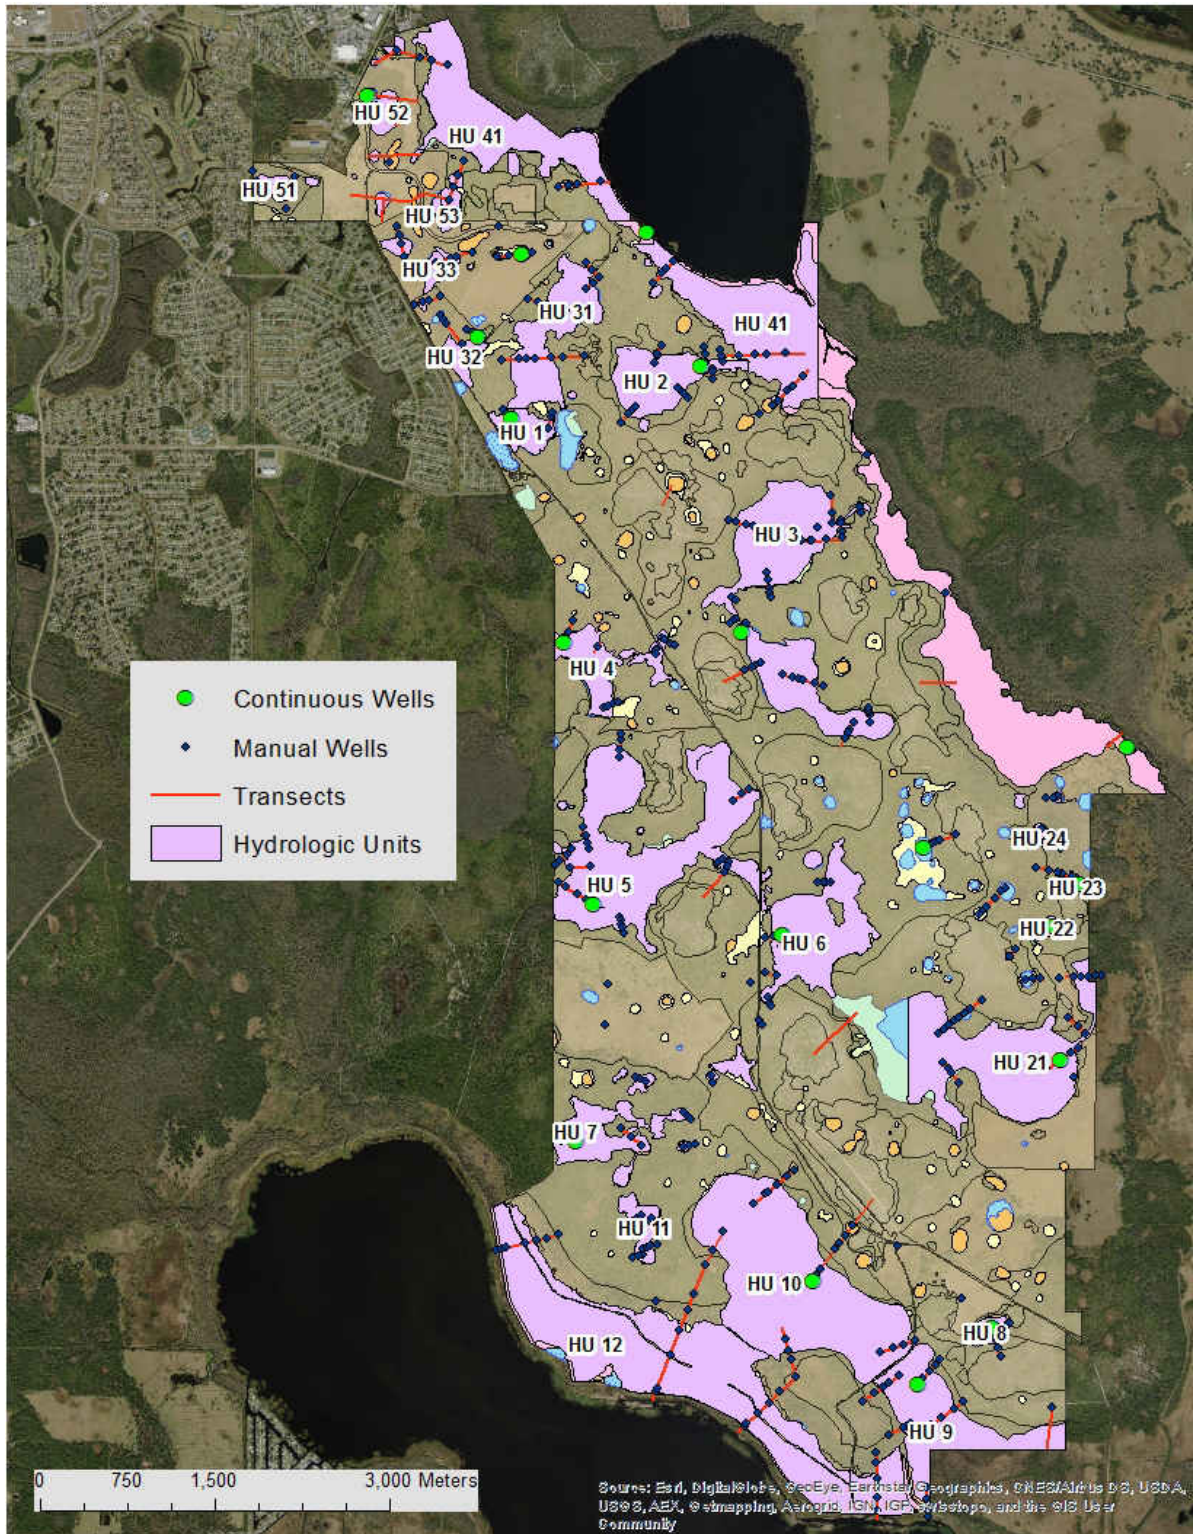 HU 52
HU 41
HU 51
HU 53
HU 33
HU 31
HU 41
HU 32
HU 2
HU 1
HU 3
HU 4
Continuous Wells
Manual Wells
Transects
Hydrologic Units
HU 24
HU 5
HU 23
HU 22
HU 6
HU 21
HU 7
HU 11
HU 10
HU 8
HU 12
HU 9
0 750 1,500 3,000 Meters
Source: Esri, DigitalGlobe, GeoEye, Earthstar Geographics, CNES/Airbus DS, USDA,
USGS, AEX, Getmapping, Aerogrid, IGN, IGP, swisstopo, and the GIS User
Community